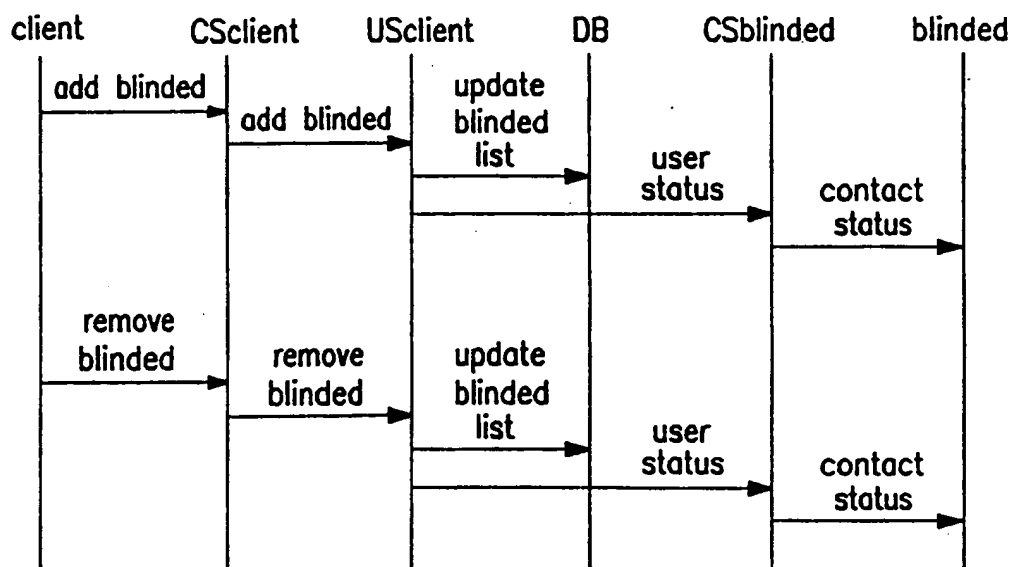 client CSclient USclient DB CSblinded blinded
add blinded
add blinded
update
blinded
list
user
status
contact
status
remove
blinded
remove
blinded
update
blinded
list
user
status
contact
status